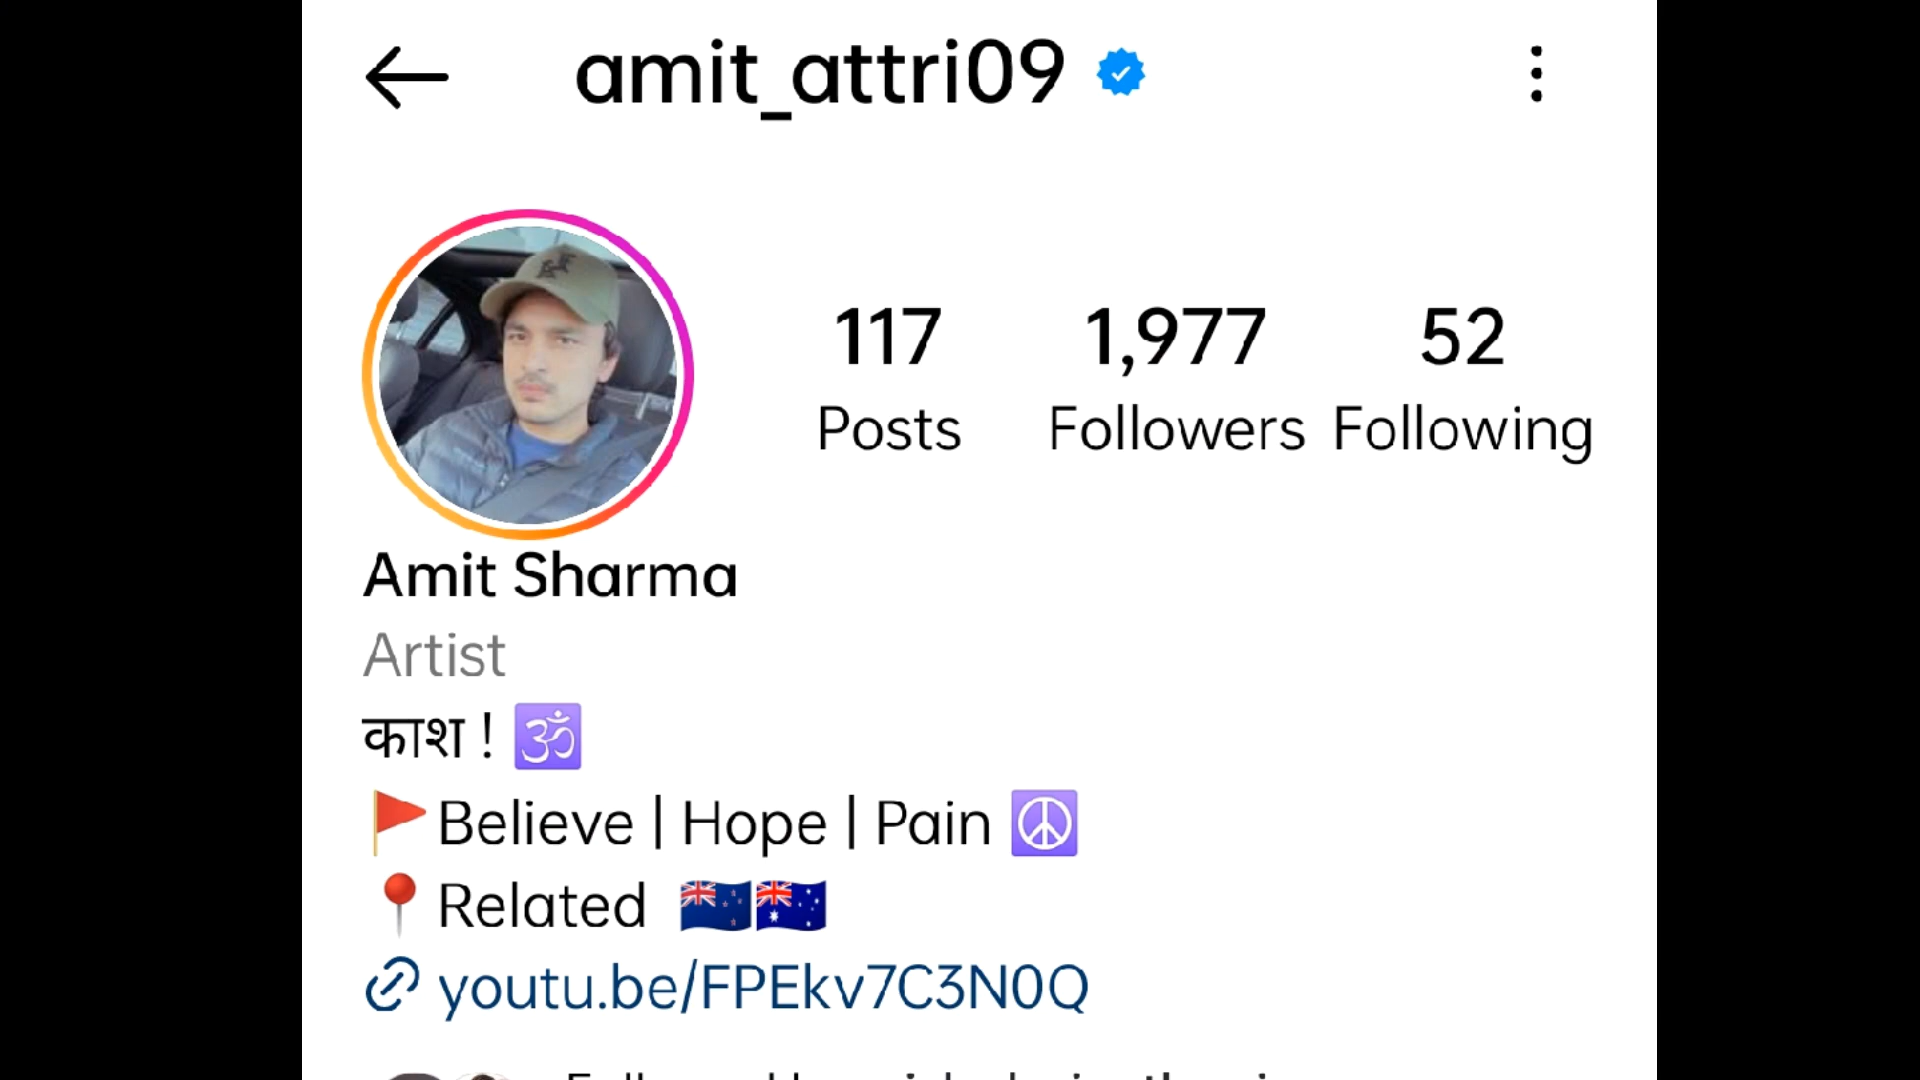 amit_attri09
117 1,977 52
Posts Followers Following
Amit Sharma
Artist
काश ! 🕉️
🚩Believe | Hope | Pain ☮️
📍Related 🇳🇿🇦🇺
youtu.be/FPEkv7C3N0Q